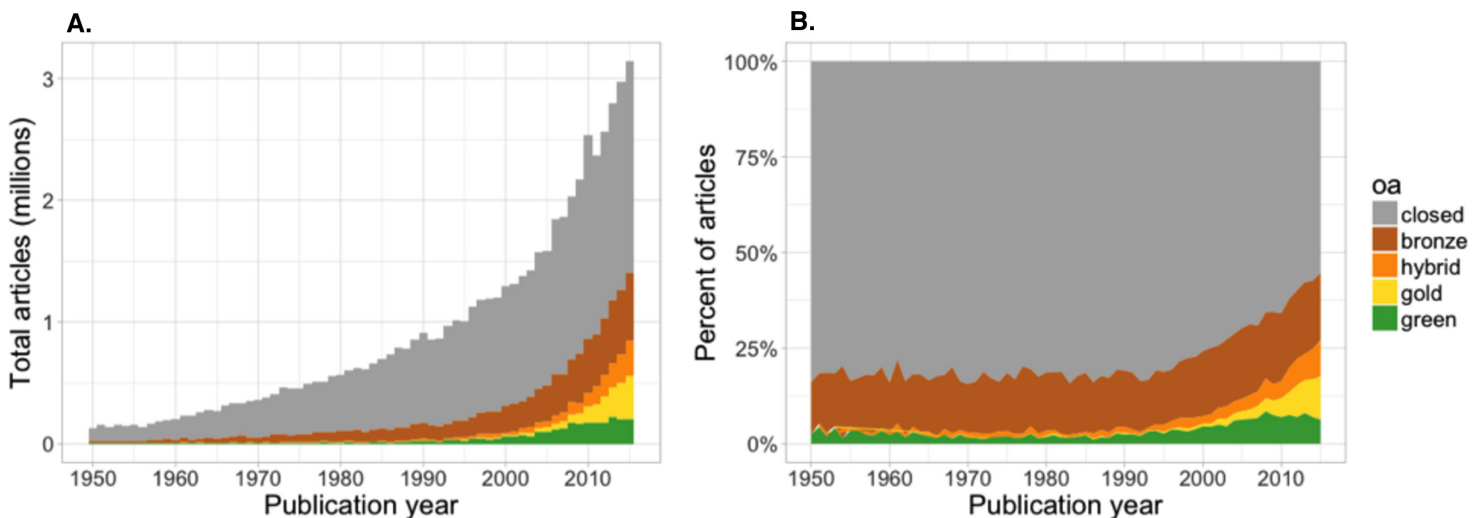 A.
Total articles (millions)
3
2
1
0
1950 1960 1970 1980 1990 2000 2010
Publication year
B.
Percent of articles
100%
75%
50%
25%
0%
1950 1960 1970 1980 1990 2000 2010
Publication year
oa
closed
bronze
hybrid
gold
green